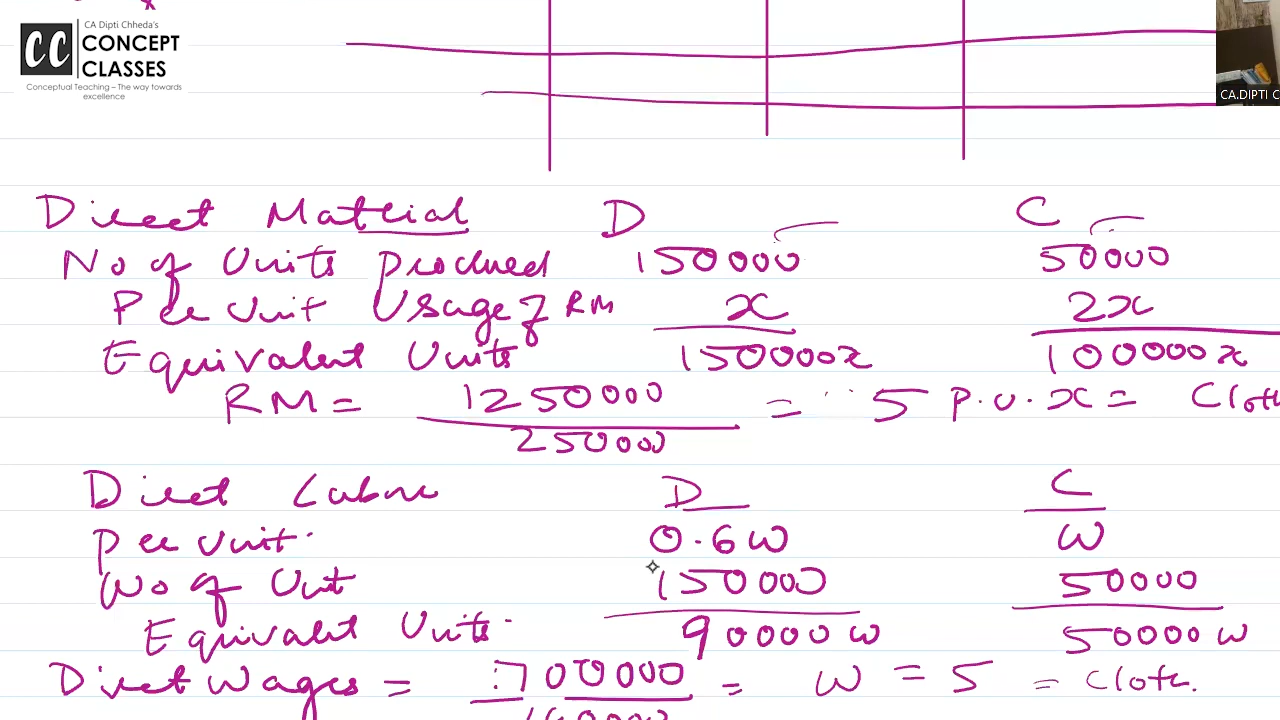 CA Dipti Chheda's
CC CONCEPT
CLASSES
Conceptual Teaching – The way towards
excellence
CA.DIPTI C
Direct Material D C
No of Units produced 150000 50000
Per Unit Usage of RM x 2x
Equivalent Units 150000x 100000x
RM = 1250000 = 5 p.u. x = Cloth
250000
Direct Labour D C
Per Unit. 0.6w w
No of Unit 150000 50000
Equivalent Units. 90000w 50000w
Direct Wages = 700000 = w = 5 = Cloth.